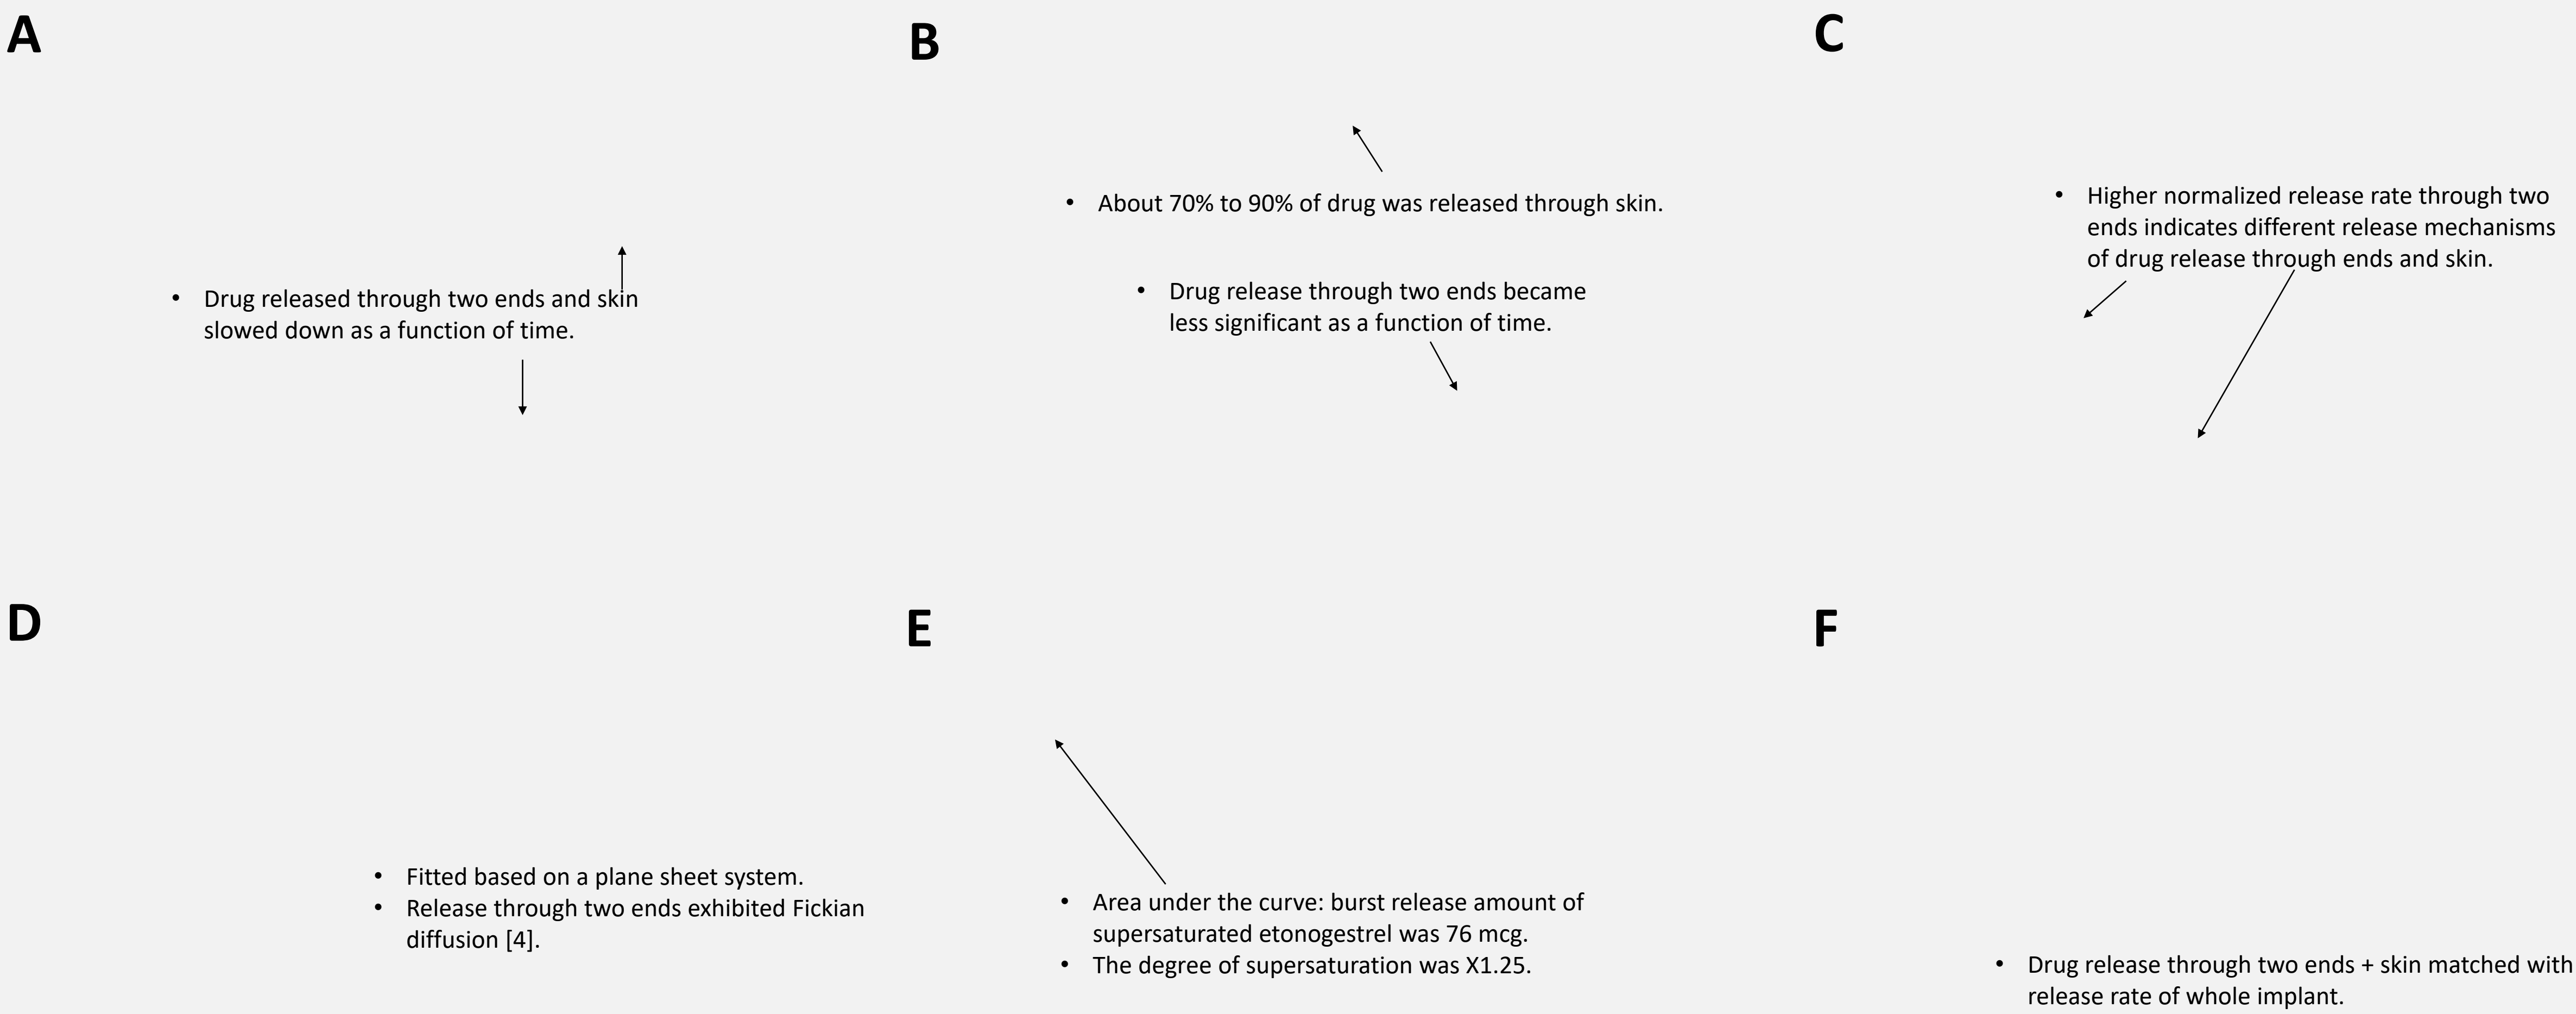 A
• Drug released through two ends and skin
slowed down as a function of time.
B
• About 70% to 90% of drug was released through skin.
• Drug release through two ends became
less significant as a function of time.
C
• Higher normalized release rate through two
ends indicates different release mechanisms
of drug release through ends and skin.
D
• Fitted based on a plane sheet system.
• Release through two ends exhibited Fickian
diffusion [4].
E
• Area under the curve: burst release amount of
supersaturated etonogestrel was 76 mcg.
• The degree of supersaturation was X1.25.
F
• Drug release through two ends + skin matched with
release rate of whole implant.